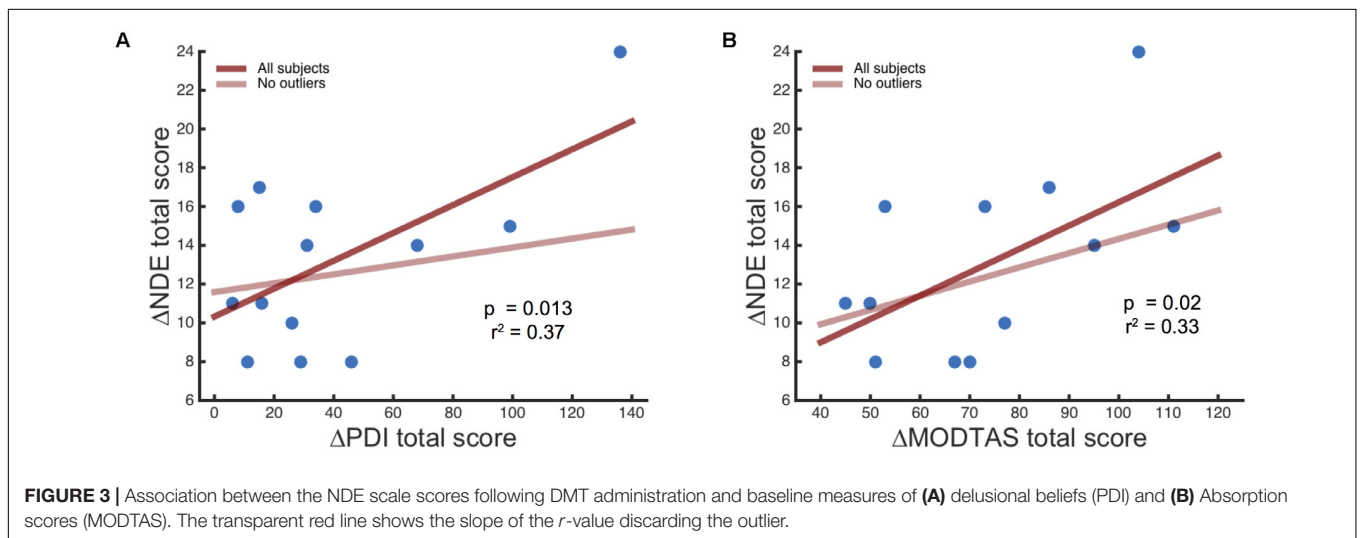 A
All subjects
No outliers
24
22
20
18
16
14
12
10
8
6
ΔNDE total score
p = 0.013
r² = 0.37
0 20 40 60 80 100 120 140
ΔPDI total score
B
All subjects
No outliers
24
22
20
18
16
14
12
10
8
6
ΔNDE total score
p = 0.02
r² = 0.33
40 50 60 70 80 90 100 110 120
ΔMODTAS total score
FIGURE 3 | Association between the NDE scale scores following DMT administration and baseline measures of (A) delusional beliefs (PDI) and (B) Absorption
scores (MODTAS). The transparent red line shows the slope of the r-value discarding the outlier.